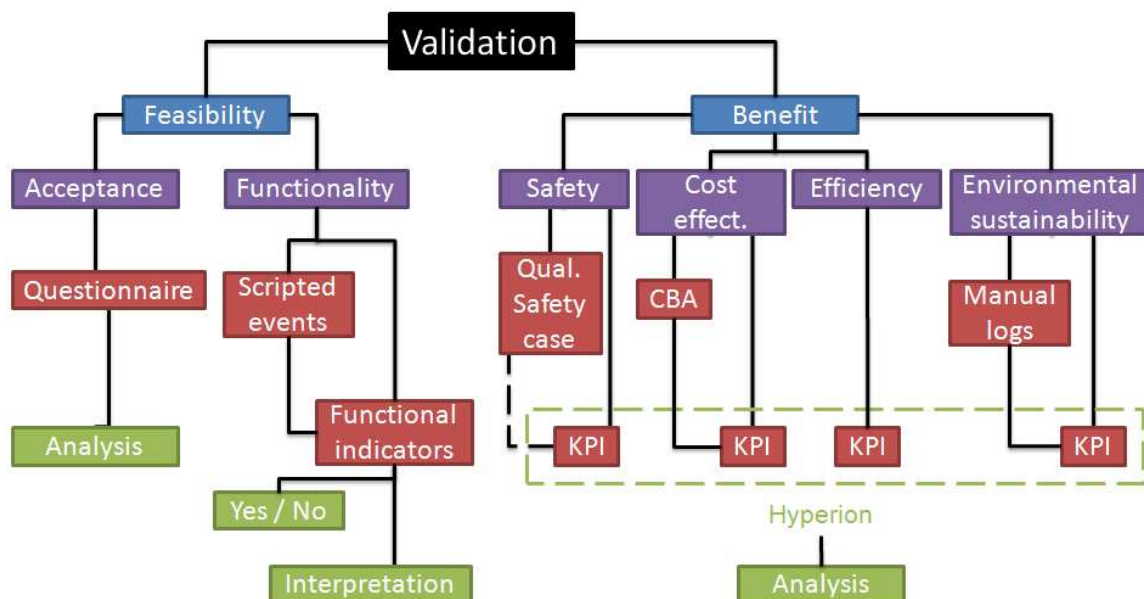 Validation
Feasibility
Benefit
Acceptance
Functionality
Safety
Cost
effect.
Efficiency
Environmental
sustainability
Questionnaire
Scripted
events
Qual.
Safety
case
CBA
Manual
logs
Functional
indicators
Analysis
KPI
KPI
KPI
KPI
Yes / No
Hyperion
Interpretation
Analysis